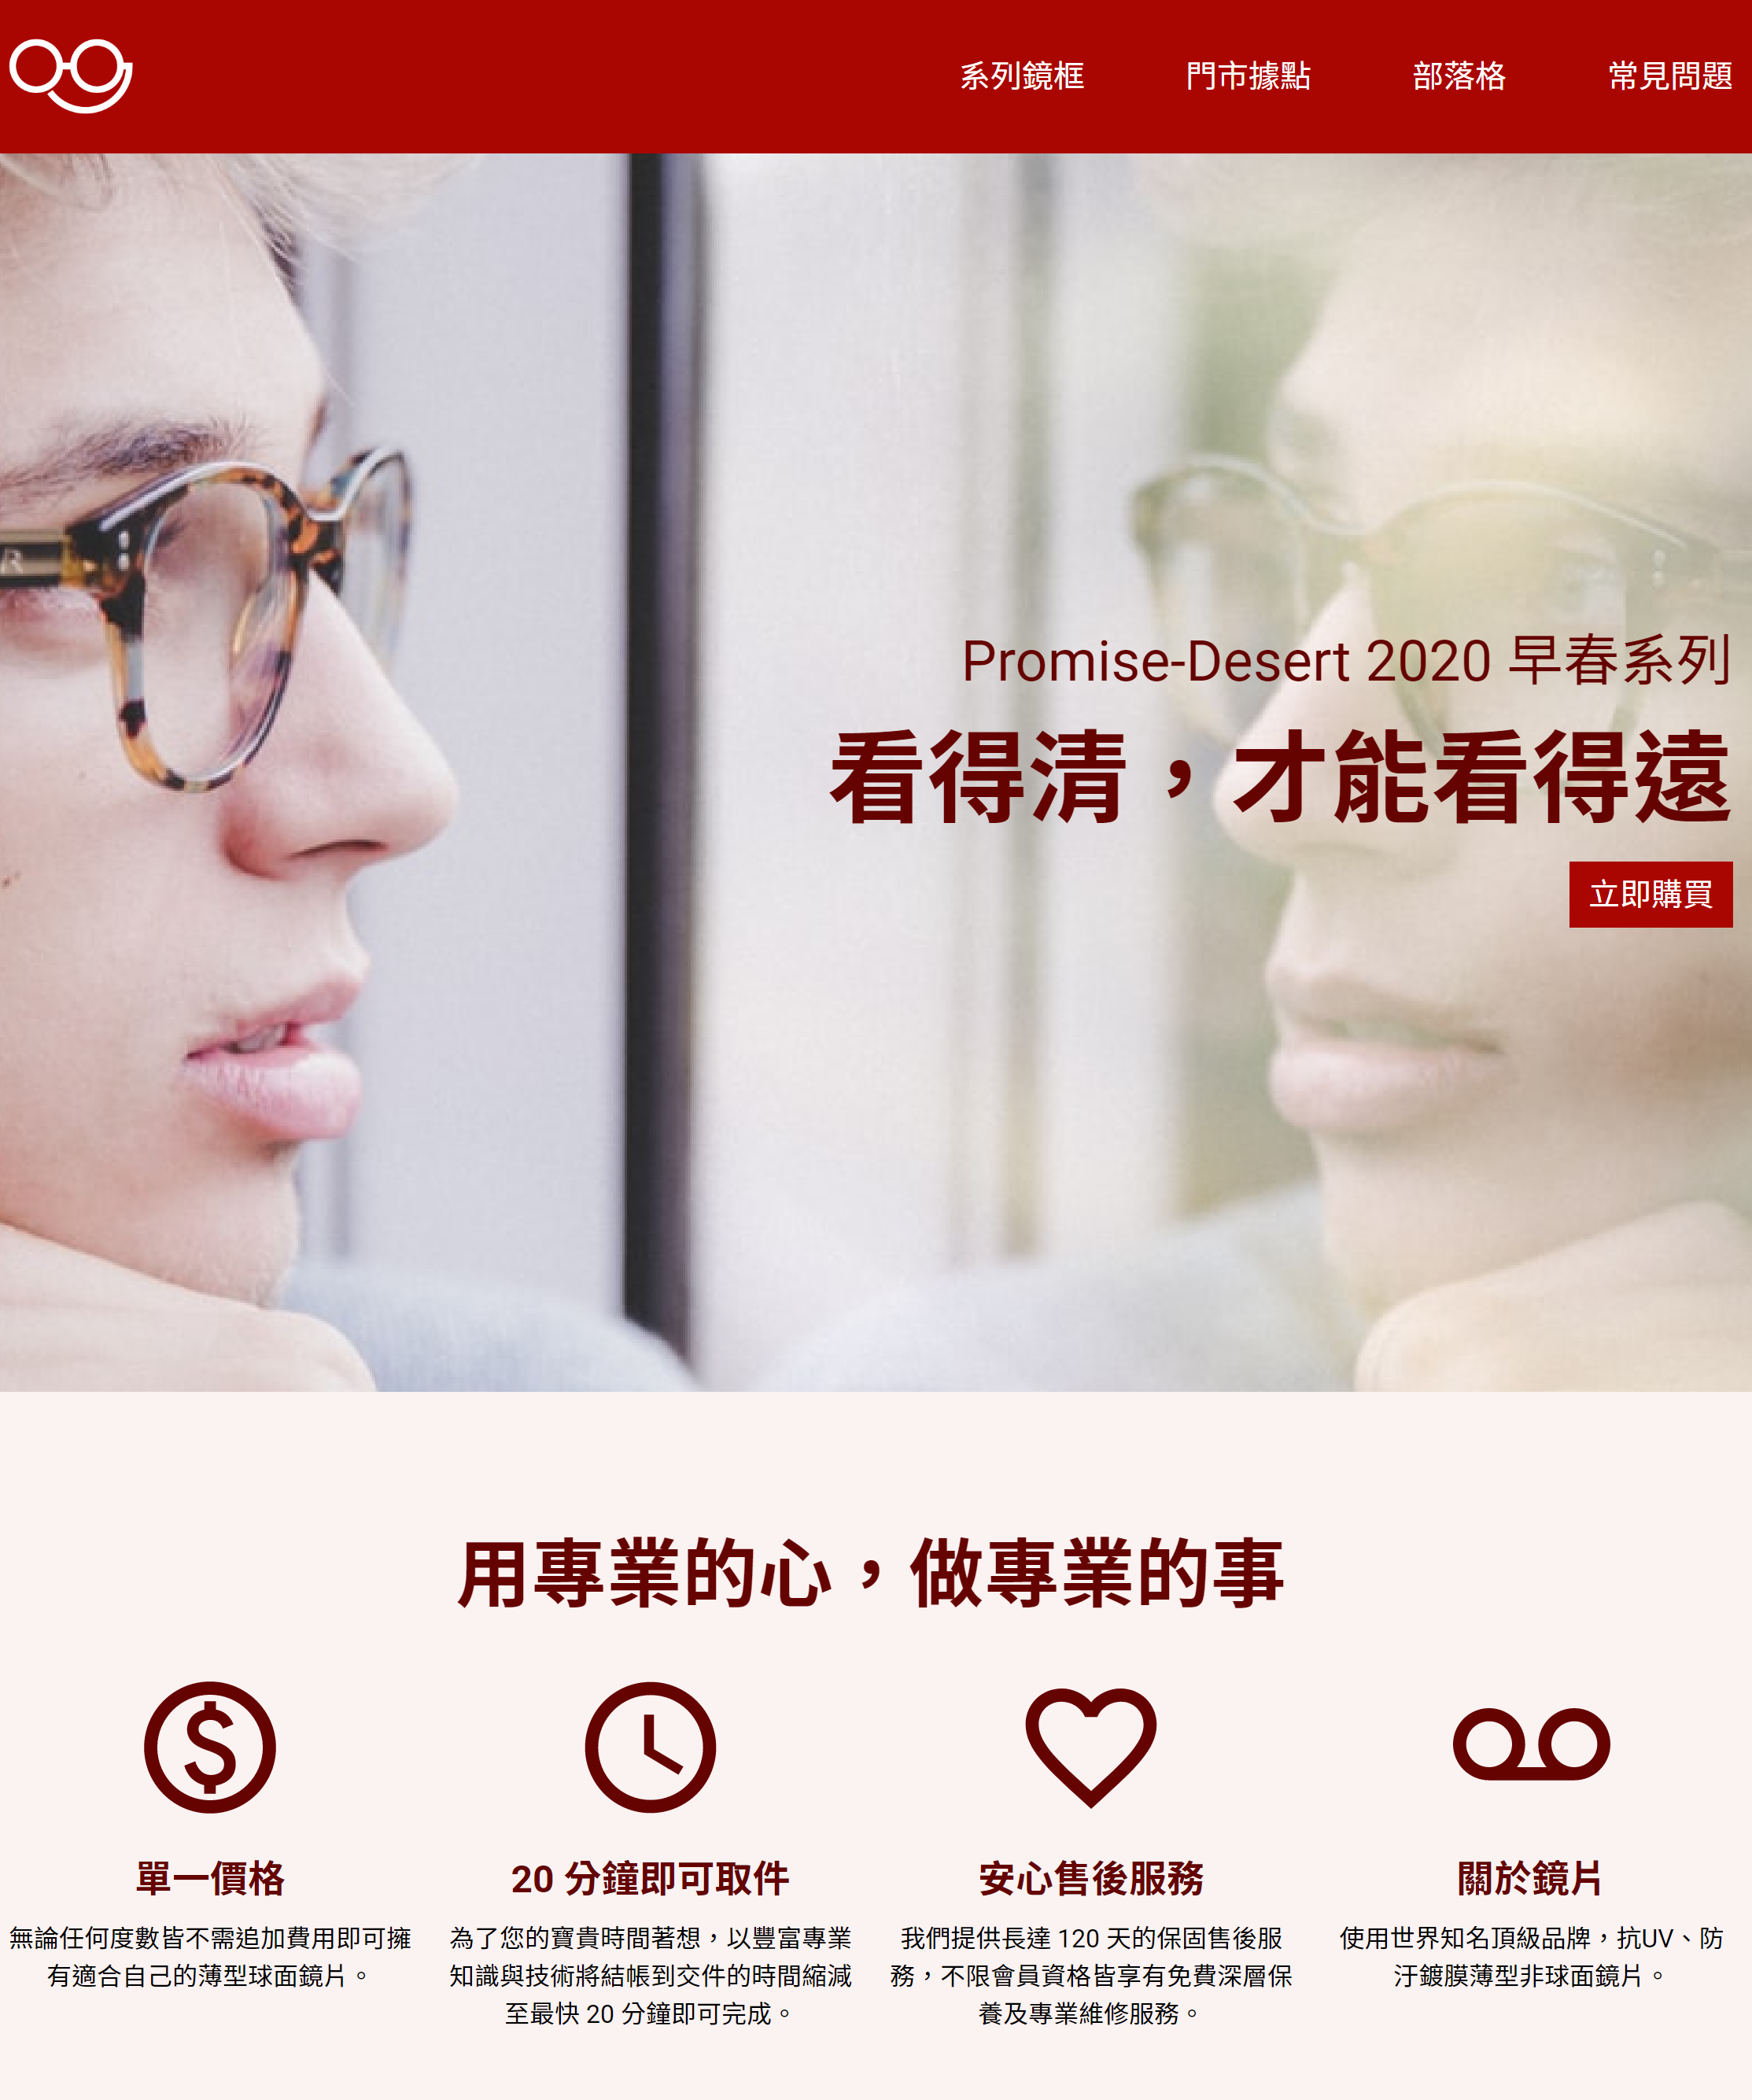 系列鏡框 門市據點 部落格 常見問題
Promise-Desert 2020 早春系列
看得清，才能看得遠
立即購買
用專業的心，做專業的事
單一價格
無論任何度數皆不需追加費用即可擁
有適合自己的薄型球面鏡片。
20 分鐘即可取件
為了您的寶貴時間著想，以豐富專業
知識與技術將結帳到交件的時間縮減
至最快 20 分鐘即可完成。
安心售後服務
我們提供長達 120 天的保固售後服
務，不限會員資格皆享有免費深層保
養及專業維修服務。
關於鏡片
使用世界知名頂級品牌，抗UV、防
汙鍍膜薄型非球面鏡片。